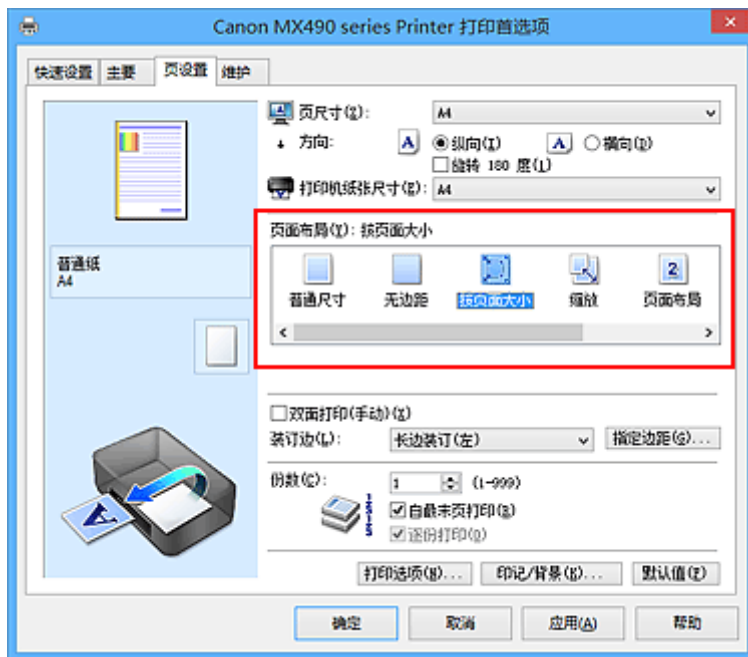 Canon MX490 series Printer 打印首选项
快速设置 主要 页设置 维护
页尺寸(Z): A4
方向: A 纵向(I) A 横向(D)
旋转 180 度(L)
打印机纸张尺寸(E): A4
页面布局(Y): 按页面大小
普通尺寸 无边距 按页面大小 缩放 2 页面布局
普通纸
A4
双面打印(手动)(X)
装订边(L): 长边装订(左) 指定边距(G)...
份数(C): 1 (1-999)
自最末页打印(R)
逐份打印(O)
打印选项(N)... 印记/背景(K)... 默认值(F)
确定 取消 应用(A) 帮助